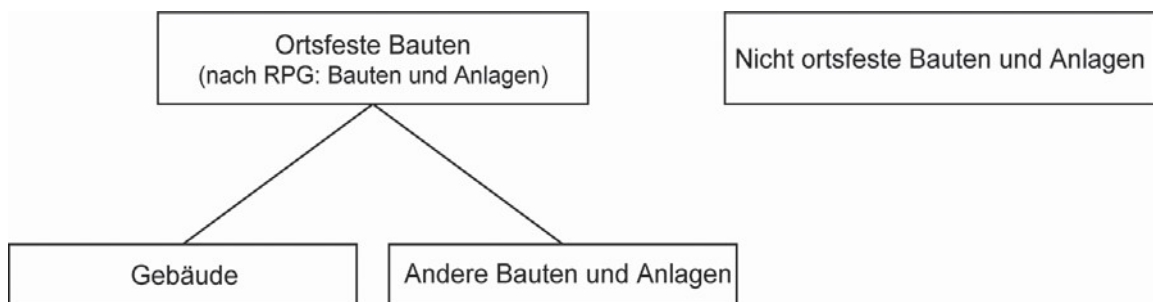 Ortsfeste Bauten
(nach RPG: Bauten und Anlagen)
Nicht ortsfeste Bauten und Anlagen
Gebäude
Andere Bauten und Anlagen